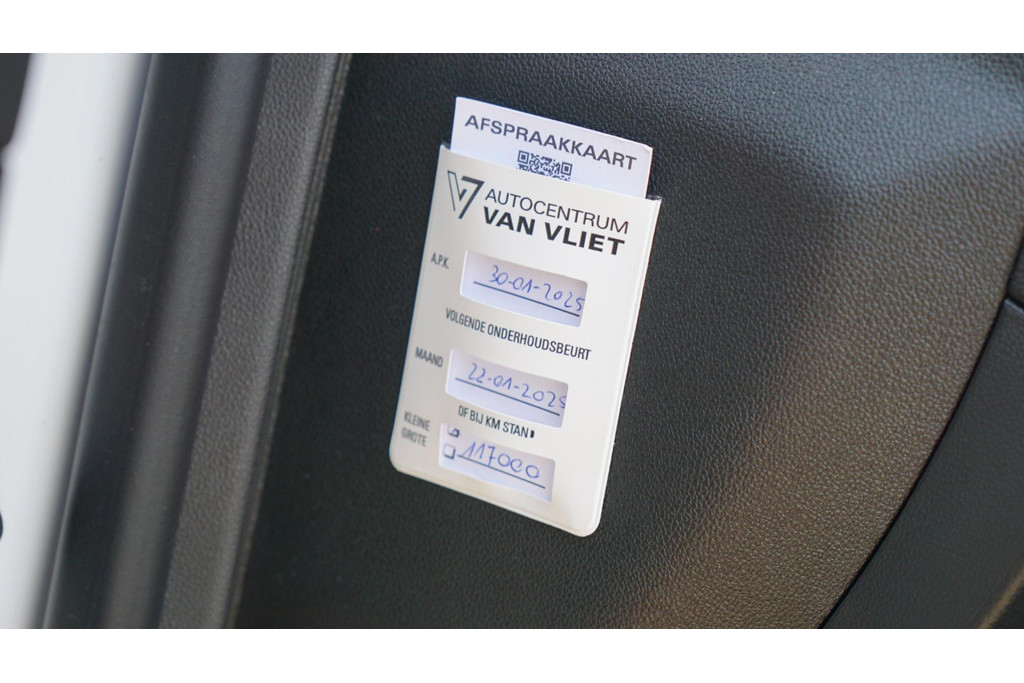 AFSPRAAKKAART
AUTOCENTRUM
VAN VLIET
A.P.K.
30-01-2025
VOLGENDE ONDERHOUDSBEURT
MAAND
22-01-2025
OF BIJ KM STAND
KLEINE
GROTE
117000